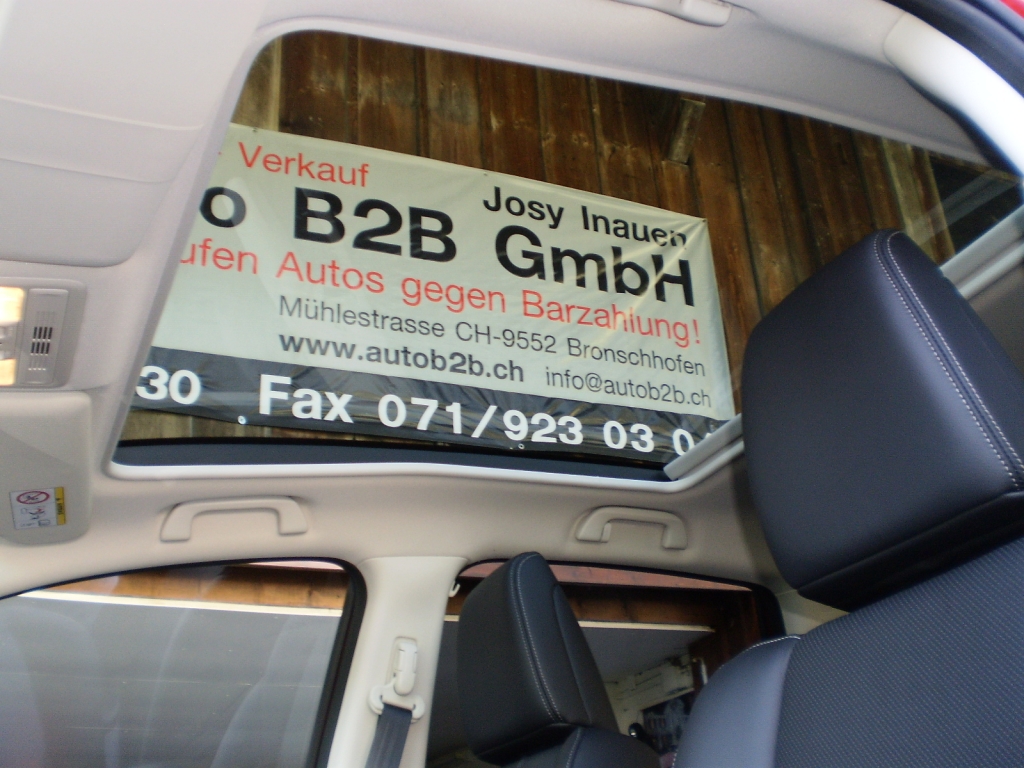 - Verkauf
o B2B
Josy Inauen
GmbH
ufen Autos gegen Barzahlung!
Mühlestrasse CH-9552 Bronschhofen
www.autob2b.ch info@autob2b.ch
30 Fax 071/923 03 0